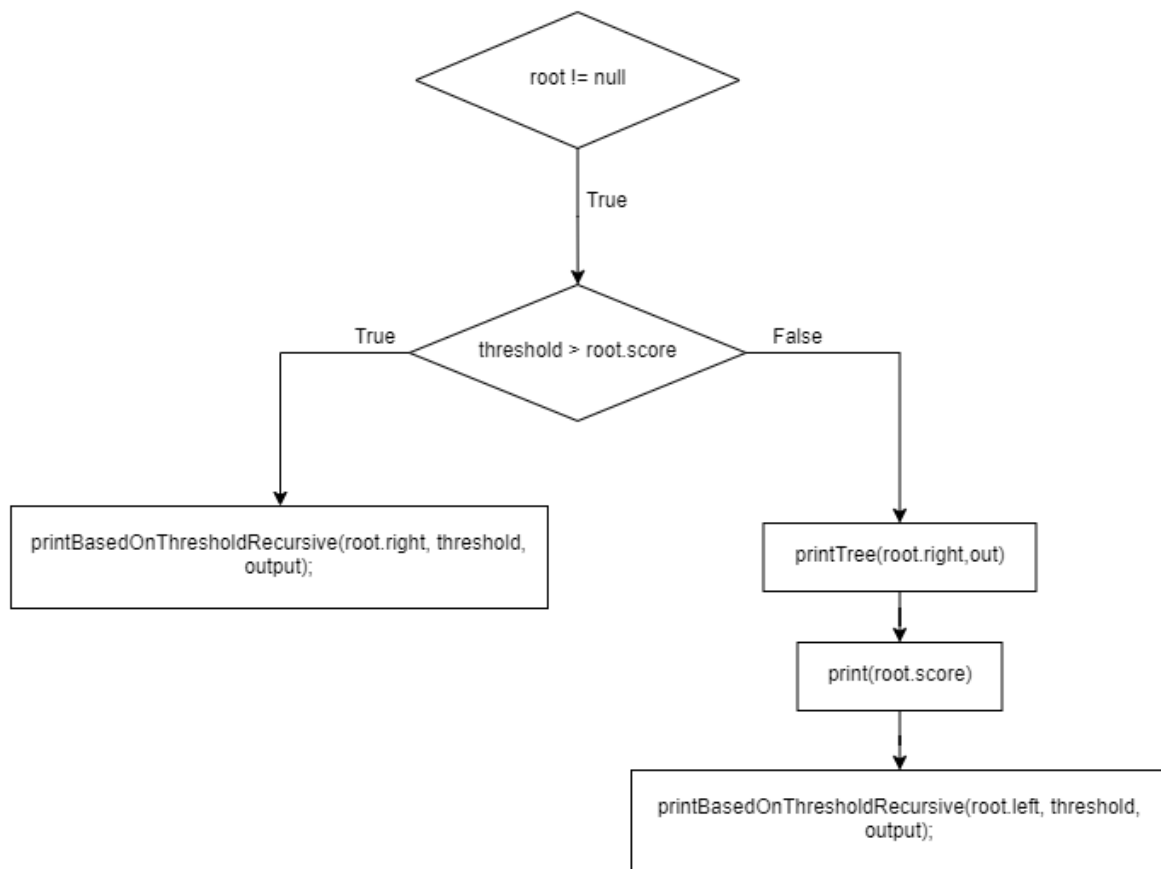 root != null
True
True
False
threshold > root.score
printBasedOnThresholdRecursive(root.right, threshold,
output);
printTree(root.right,out)
print(root.score)
printBasedOnThresholdRecursive(root.left, threshold,
output);